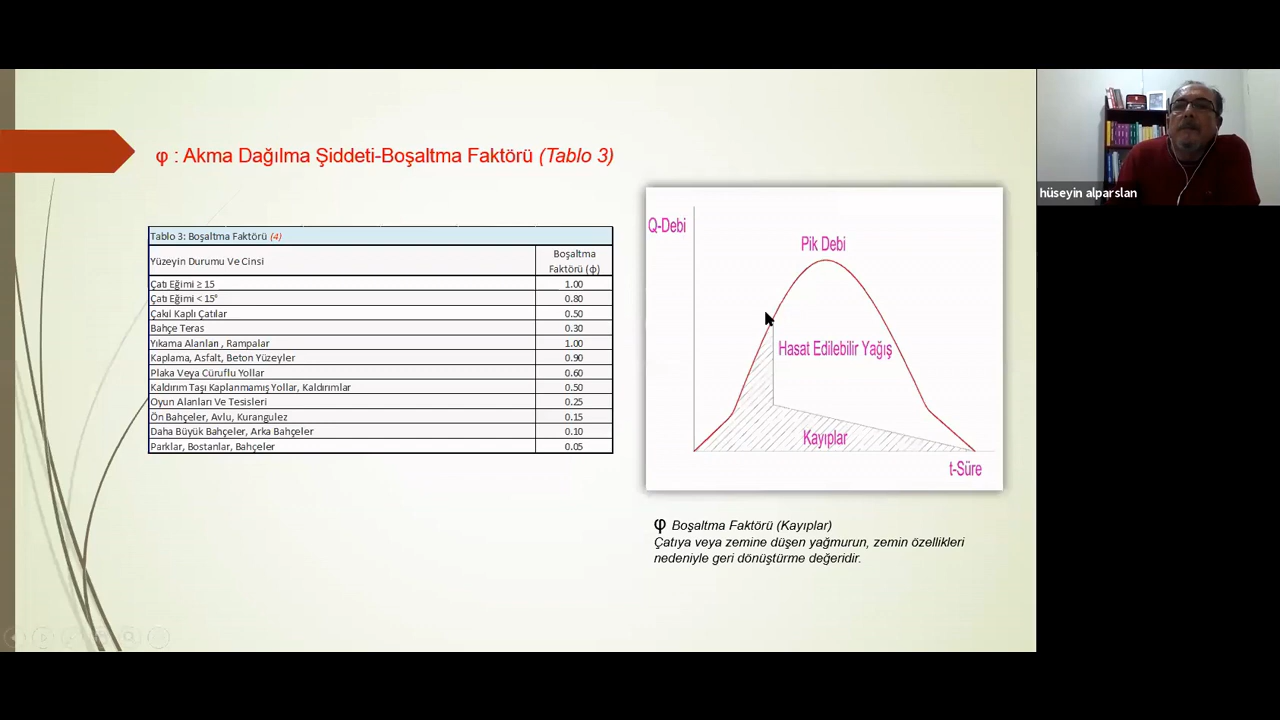 φ : Akma Dağılma Şiddeti-Boşaltma Faktörü (Tablo 3)
hüseyin alparslan
Tablo 3: Boşaltma Faktörü (4)
Yüzeyin Durumu Ve Cinsi
Boşaltma
Faktörü (ϕ)
Çatı Eğimi ≥ 15 1.00
Çatı Eğimi < 15° 0.80
Çakıl Kaplı Çatılar 0.50
Bahçe Teras 0.30
Yıkama Alanları , Rampalar 1.00
Kaplama, Asfalt, Beton Yüzeyler 0.90
Plaka Veya Cüruflu Yollar 0.60
Kaldırım Taşı Kaplanmamış Yollar, Kaldırımlar 0.50
Oyun Alanları Ve Tesisleri 0.25
Ön Bahçeler, Avlu, Kurangulez 0.15
Daha Büyük Bahçeler, Arka Bahçeler 0.10
Parklar, Bostanlar, Bahçeler 0.05
Q-Debi
Pik Debi
Hasat Edilebilir Yağış
Kayıplar
t-Süre
φ Boşaltma Faktörü (Kayıplar)
Çatıya veya zemine düşen yağmurun, zemin özellikleri
nedeniyle geri dönüştürme değeridir.